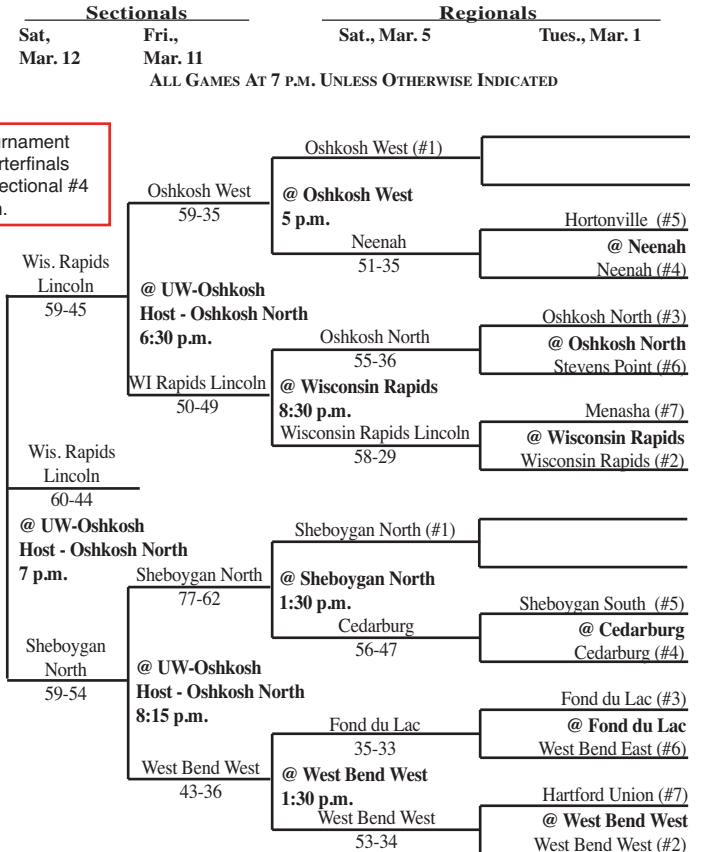 Sectionals Regionals
Sat, Fri., Sat., Mar. 5 Tues., Mar. 1
Mar. 12 Mar. 11
ALL GAMES AT 7 P.M. UNLESS OTHERWISE INDICATED
Oshkosh West (#1)
Oshkosh West
59-35
@ Oshkosh West
5 p.m.
Neenah
51-35
Hortonville (#5)
@ Neenah
Neenah (#4)
Wis. Rapids
Lincoln
59-45
@ UW-Oshkosh
Host - Oshkosh North
6:30 p.m.
Oshkosh North
55-36
Oshkosh North (#3)
@ Oshkosh North
Stevens Point (#6)
WI Rapids Lincoln
50-49
@ Wisconsin Rapids
8:30 p.m.
Wisconsin Rapids Lincoln
58-29
Menasha (#7)
@ Wisconsin Rapids
Wisconsin Rapids (#2)
Wis. Rapids
Lincoln
60-44
@ UW-Oshkosh
Host - Oshkosh North
7 p.m.
Sheboygan North (#1)
Sheboygan North
77-62
@ Sheboygan North
1:30 p.m.
Cedarburg
56-47
Sheboygan South (#5)
@ Cedarburg
Cedarburg (#4)
Sheboygan
North
59-54
@ UW-Oshkosh
Host - Oshkosh North
8:15 p.m.
Fond du Lac
35-33
Fond du Lac (#3)
@ Fond du Lac
West Bend East (#6)
West Bend West
43-36
@ West Bend West
1:30 p.m.
West Bend West
53-34
Hartford Union (#7)
@ West Bend West
West Bend West (#2)
ectional #4